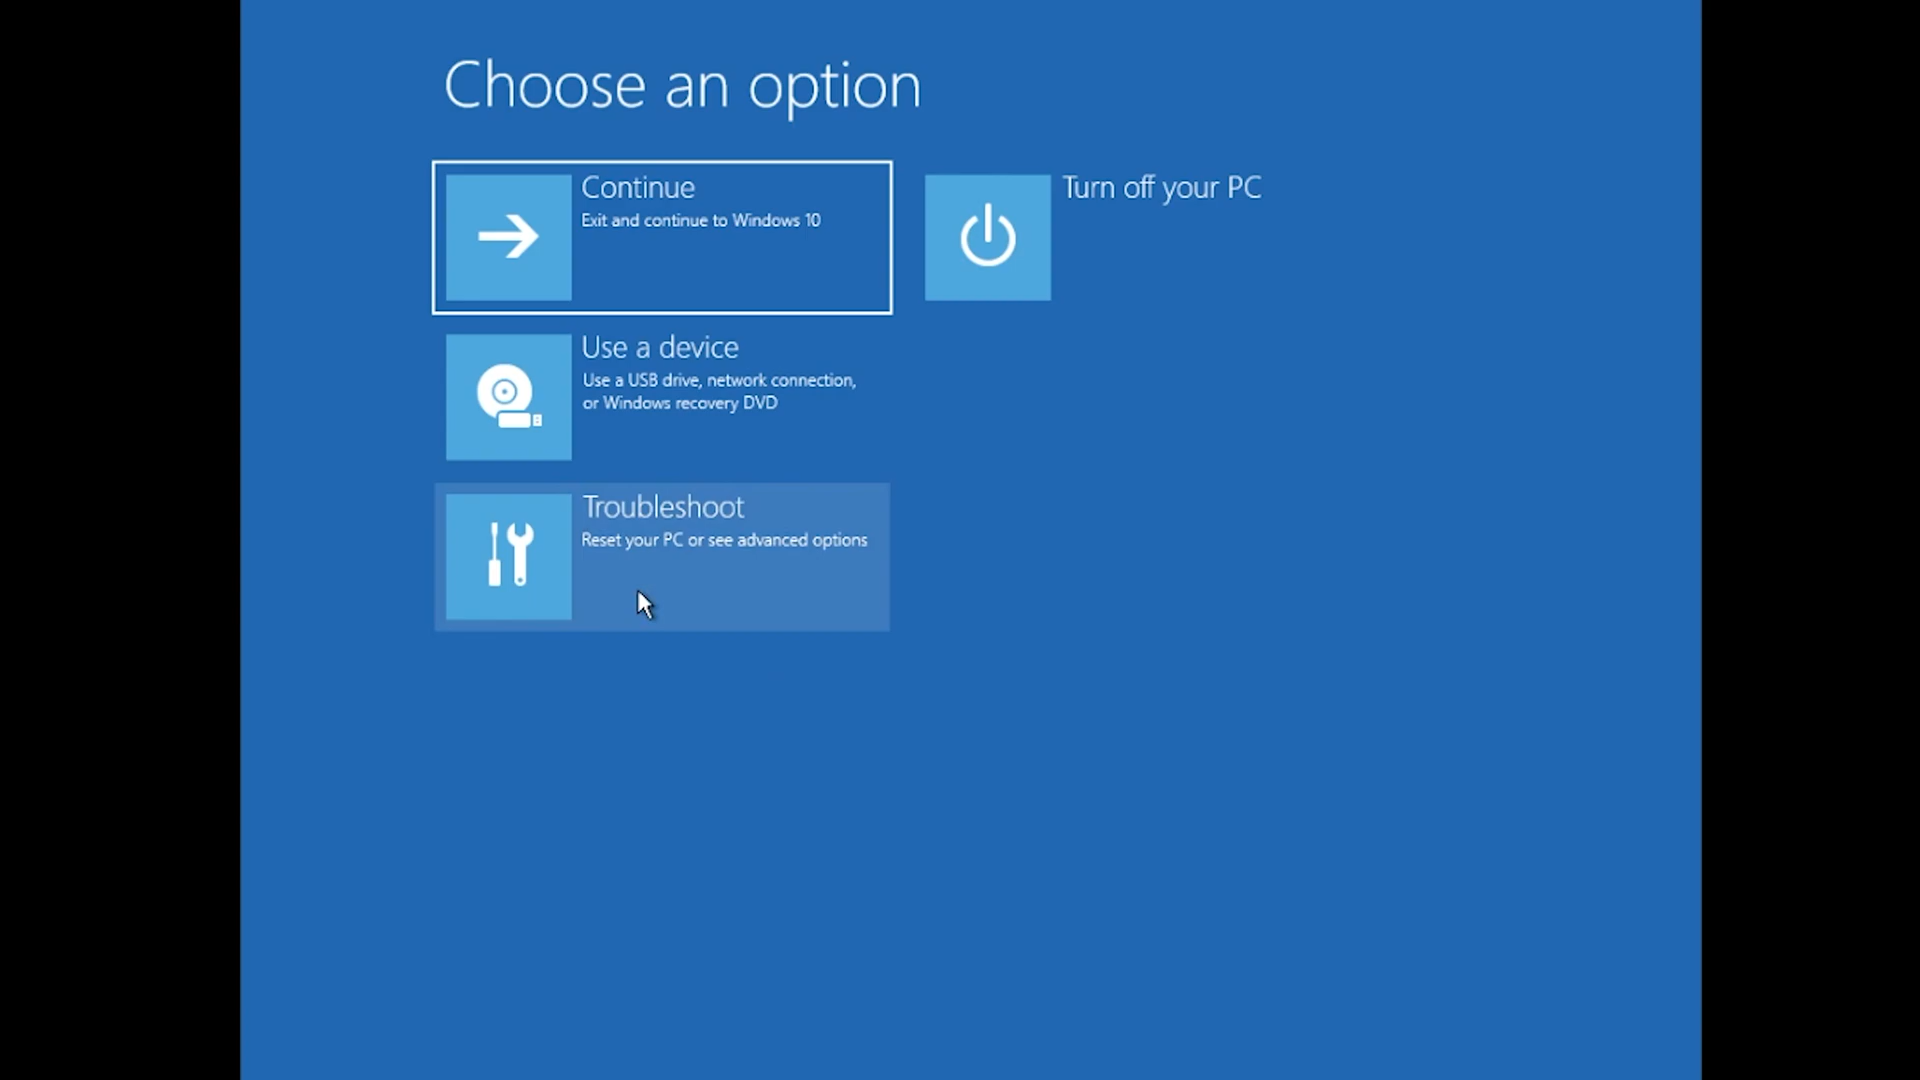 Choose an option
Continue
Exit and continue to Windows 10
Turn off your PC
Use a device
Use a USB drive, network connection,
or Windows recovery DVD
Troubleshoot
Reset your PC or see advanced options